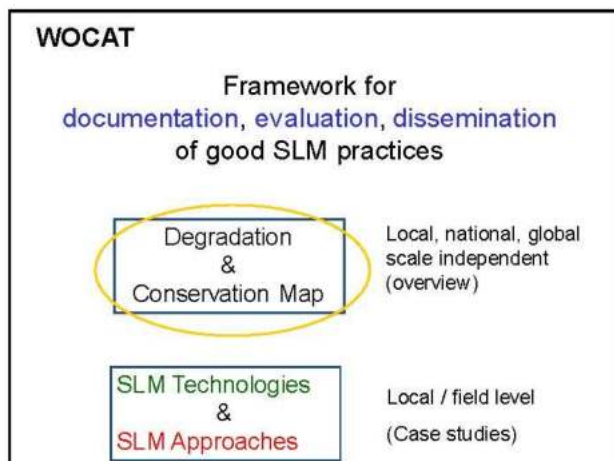 WOCAT
Framework for
documentation, evaluation, dissemination
of good SLM practices
Degradation
&
Conservation Map
Local, national, global
scale independent
(overview)
SLM Technologies
&
SLM Approaches
Local / field level
(Case studies)